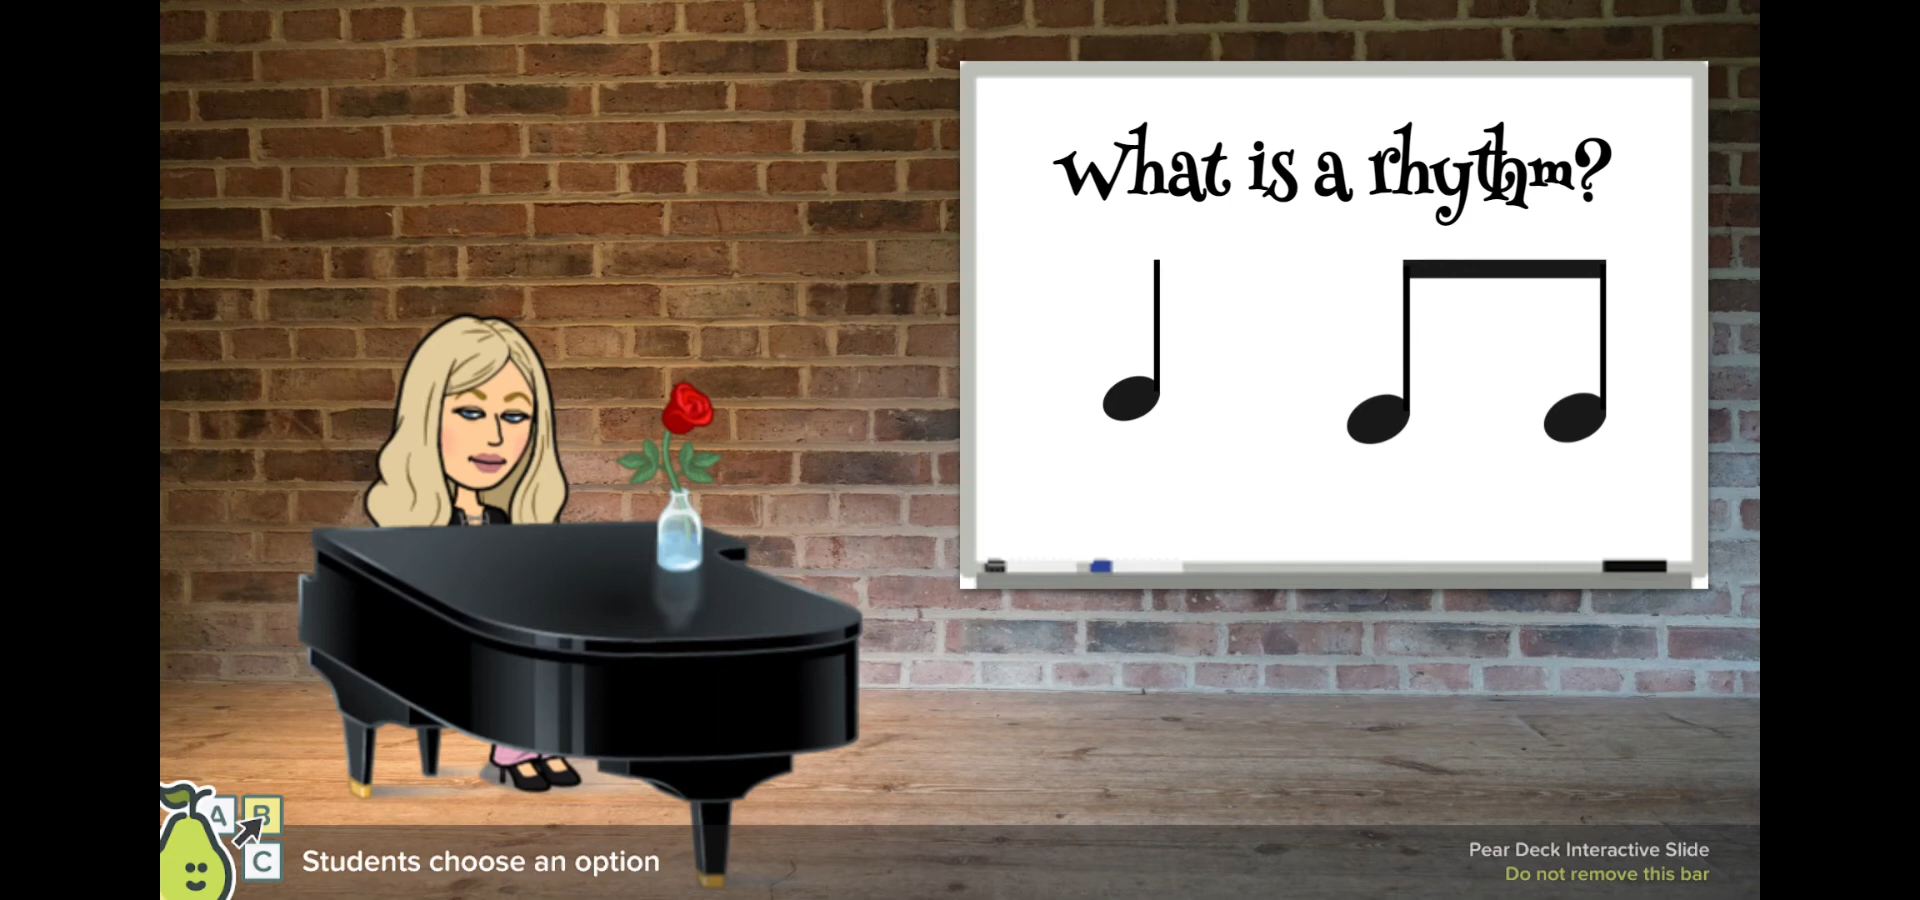 What is a rhythm?
A B
C
Students choose an option
Pear Deck Interactive Slide
Do not remove this bar